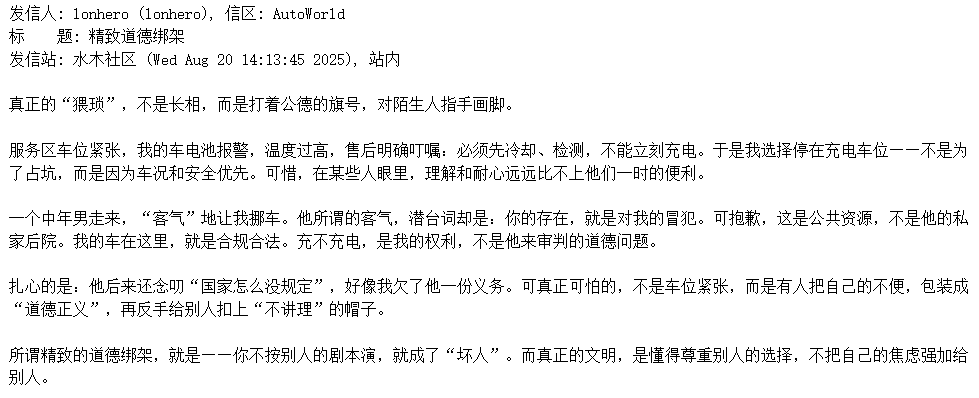 发信人: lonhero (lonhero), 信区: AutoWorld
标　　题: 精致道德绑架
发信站: 水木社区 (Wed Aug 20 14:13:45 2025), 站内
真正的“猥琐”，不是长相，而是打着公德的旗号，对陌生人指手画脚。
服务区车位紧张，我的车电池报警，温度过高，售后明确叮嘱：必须先冷却、检测，不能立刻充电。于是我选择停在充电车位——不是为
了占坑，而是因为车况和安全优先。可惜，在某些人眼里，理解和耐心远远比不上他们一时的便利。
一个中年男走来，“客气”地让我挪车。他所谓的客气，潜台词却是：你的存在，就是对我的冒犯。可抱歉，这是公共资源，不是他的私
家后院。我的车在这里，就是合规合法。充不充电，是我的权利，不是他来审判的道德问题。
扎心的是：他后来还念叨“国家怎么没规定”，好像我欠了他一份义务。可真正可怕的，不是车位紧张，而是有人把自己的不便，包装成
“道德正义”，再反手给别人扣上“不讲理”的帽子。
所谓精致的道德绑架，就是——你不按别人的剧本演，就成了“坏人”。而真正的文明，是懂得尊重别人的选择，不把自己的焦虑强加给
别人。